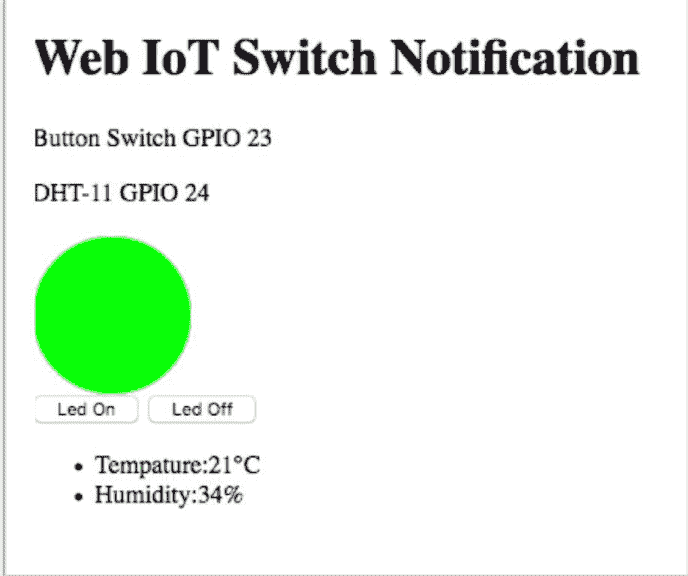 Web IoT Switch Notification
Button Switch GPIO 23
DHT-11 GPIO 24
Led On Led Off
Tempature:21°C
Humidity:34%